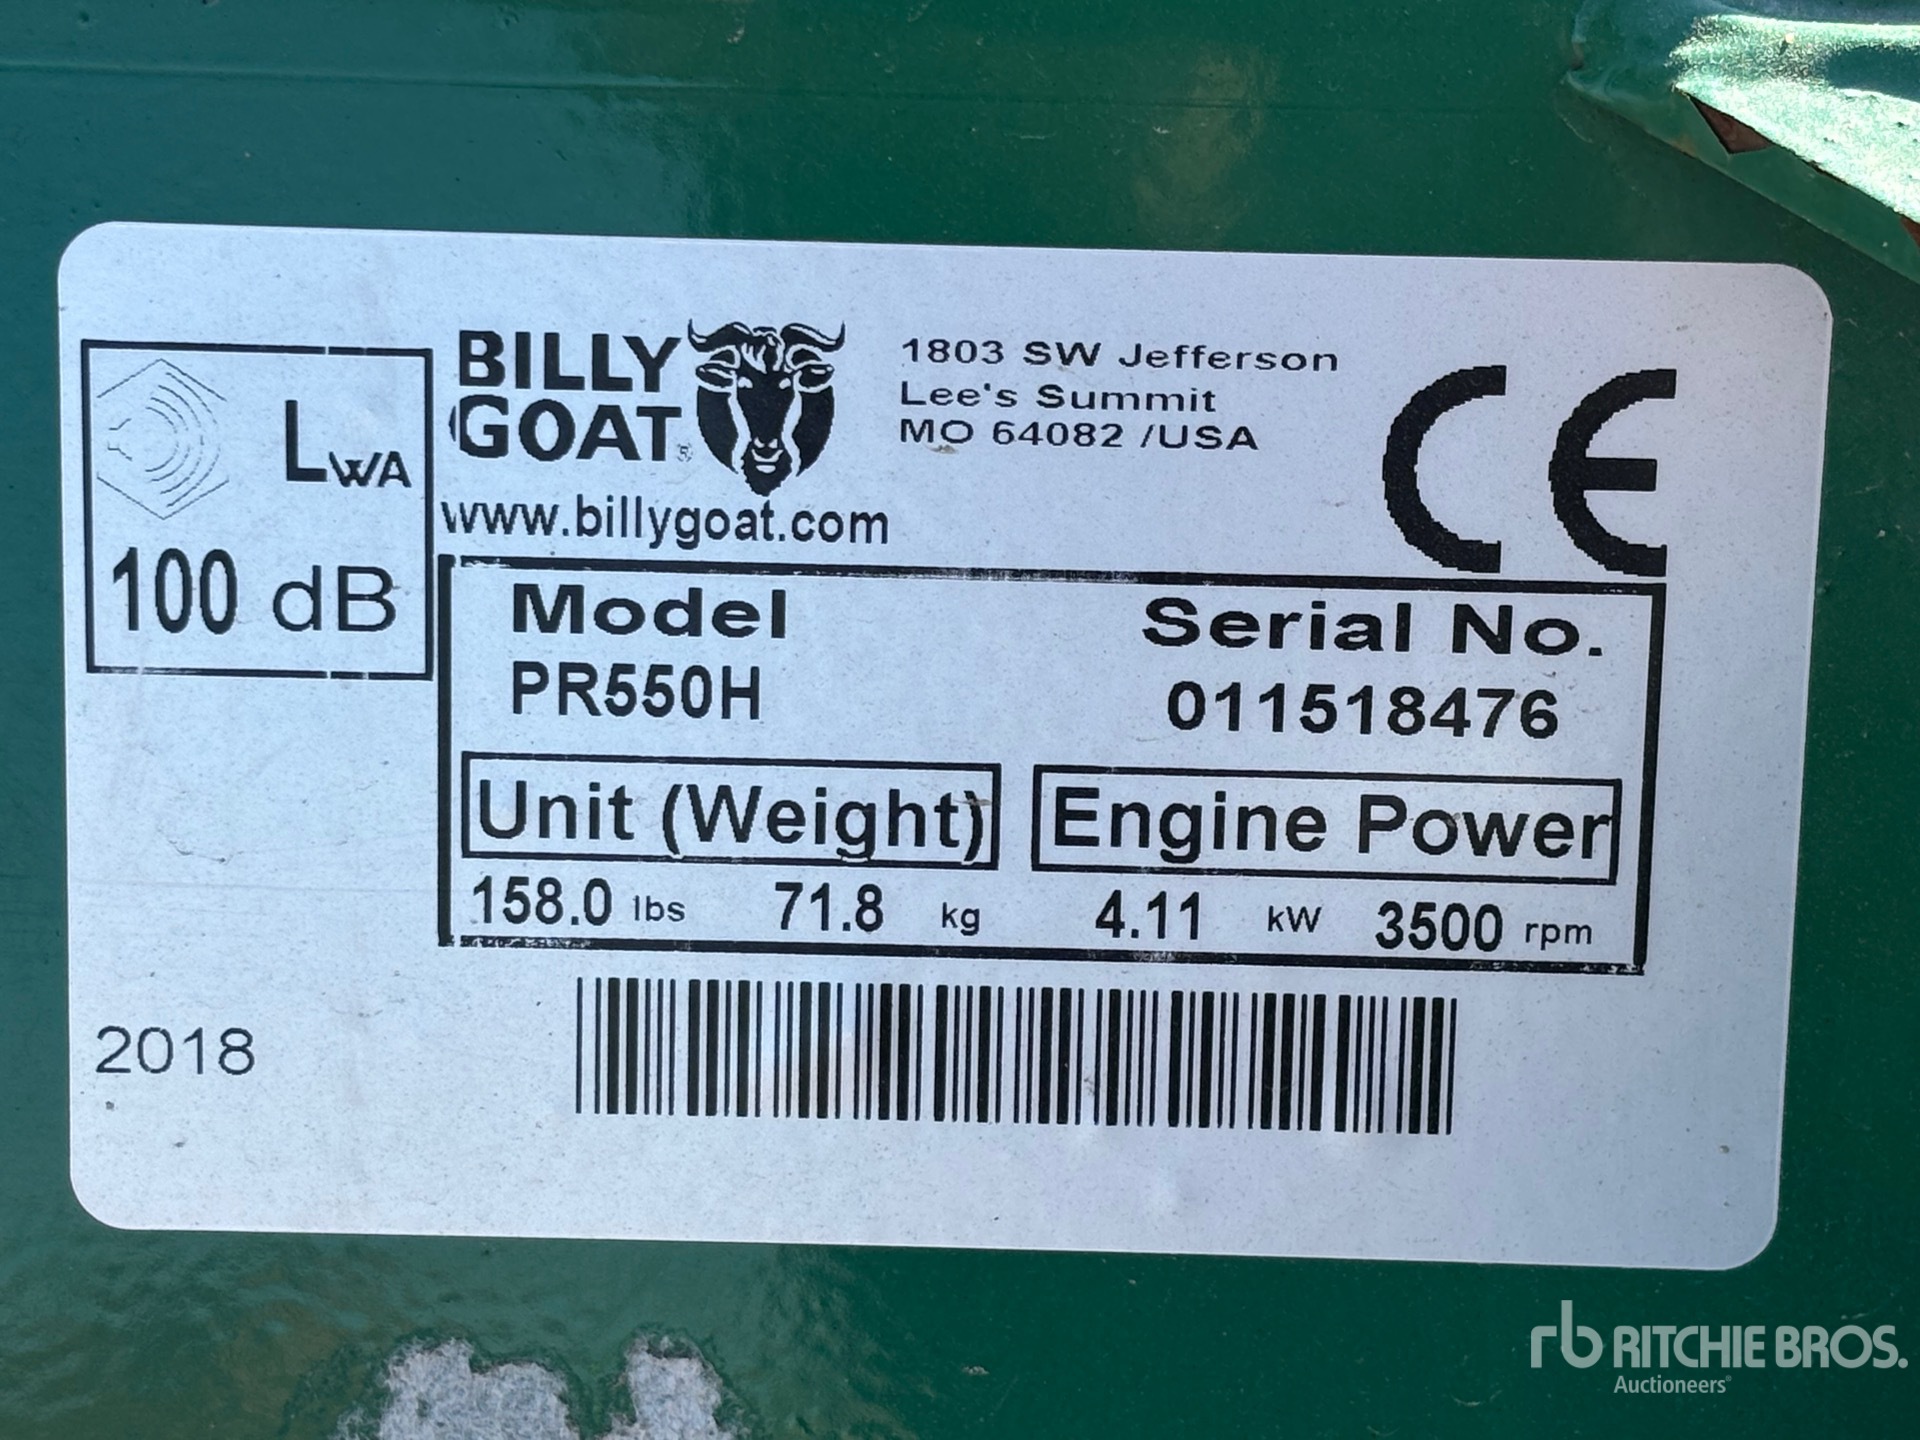 LWA
100 dB
BILLY
GOAT
®
www.billygoat.com
1803 SW Jefferson
Lee's Summit
MO 64082 /USA
CE
Model
PR550H
Serial No.
011518476
Unit (Weight)
158.0 lbs 71.8 kg
Engine Power
4.11 kW 3500 rpm
2018
rb RITCHIE BROS.
Auctioneers®